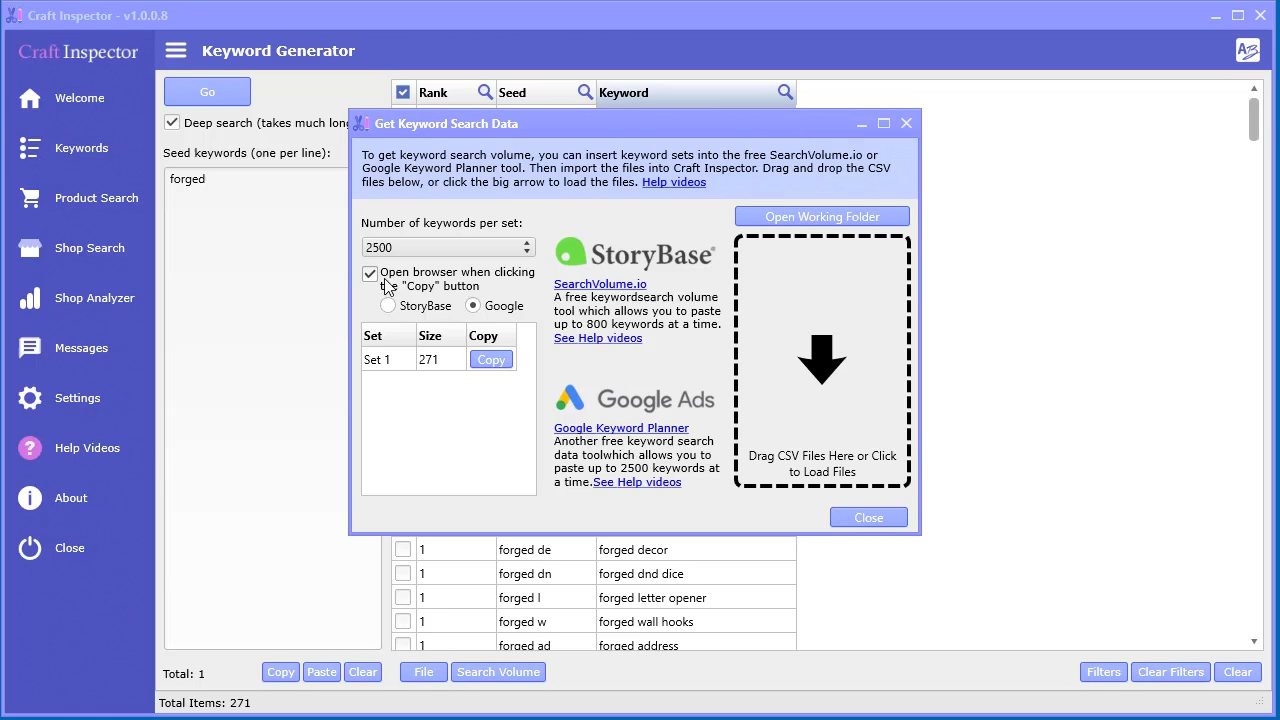 Craft Inspector - v1.0.0.8
Craft Inspector
Keyword Generator
Welcome
Keywords
Product Search
Shop Search
Shop Analyzer
Messages
Settings
Help Videos
About
Close
Go
Deep search (takes much long
Seed keywords (one per line):
forged
Rank Seed Keyword
Get Keyword Search Data
To get keyword search volume, you can insert keyword sets into the free SearchVolume.io or
Google Keyword Planner tool. Then import the files into Craft Inspector. Drag and drop the CSV
files below, or click the big arrow to load the files. Help videos
Number of keywords per set:
2500
Open browser when clicking
the "Copy" button
StoryBase Google
Set Size Copy
Set 1 271 Copy
StoryBase
SearchVolume.io
A free keywordsearch volume
tool which allows you to paste
up to 800 keywords at a time.
See Help videos
Google Ads
Google Keyword Planner
Another free keyword search
data toolwhich allows you to
paste up to 2500 keywords at
a time.See Help videos
Open Working Folder
Drag CSV Files Here or Click
to Load Files
Close
1 forged de forged decor
1 forged dn forged dnd dice
1 forged l forged letter opener
1 forged w forged wall hooks
1 forged ad forged address
Total: 1 Copy Paste Clear File Search Volume Filters Clear Filters Clear
Total Items: 271